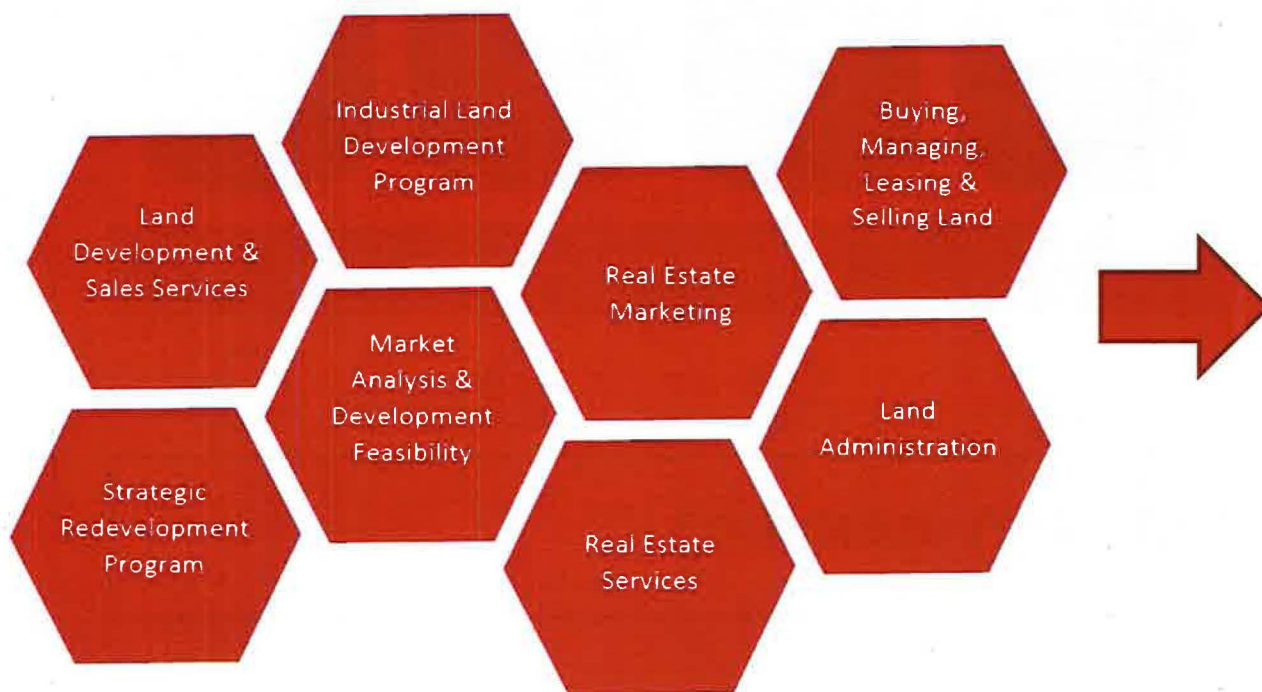 Industrial Land
Development
Program
Buying,
Managing,
Leasing &
Selling Land
Land
Development &
Sales Services
Real Estate
Marketing
Market
Analysis &
Development
Feasibility
Land
Administration
Strategic
Redevelopment
Program
Real Estate
Services